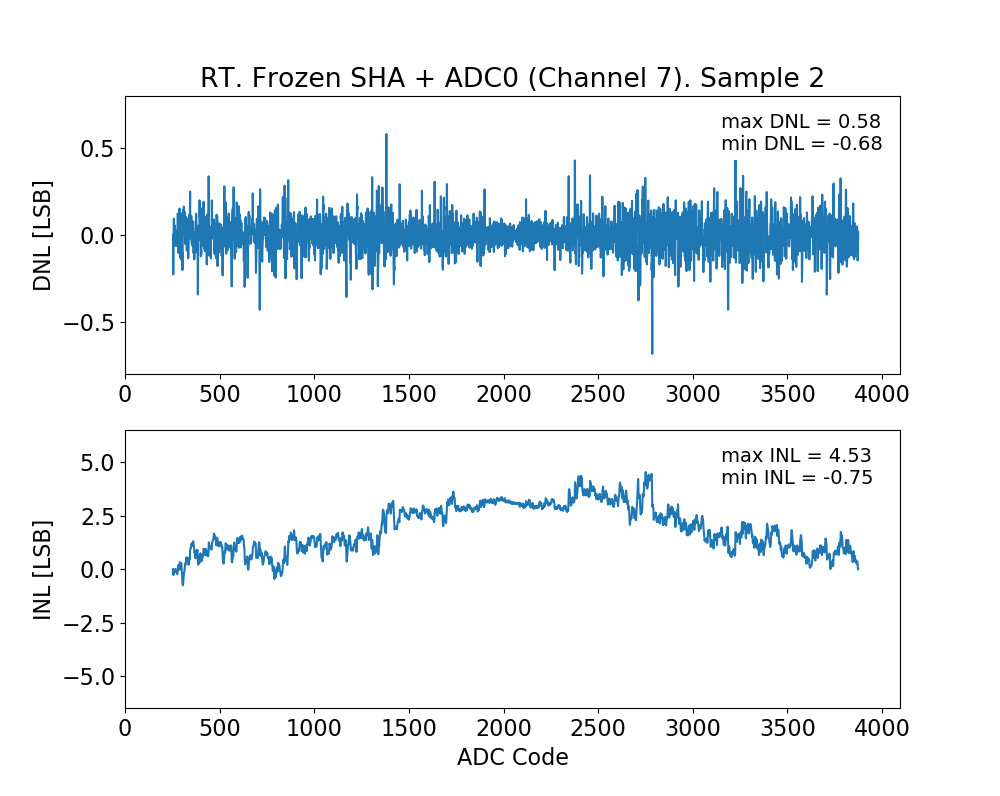 RT. Frozen SHA + ADC0 (Channel 7). Sample 2
max DNL = 0.58
min DNL = -0.68
DNL [LSB]
0.5
0.0
−0.5
0 500 1000 1500 2000 2500 3000 3500 4000
max INL = 4.53
min INL = -0.75
INL [LSB]
5.0
2.5
0.0
−2.5
−5.0
0 500 1000 1500 2000 2500 3000 3500 4000
ADC Code